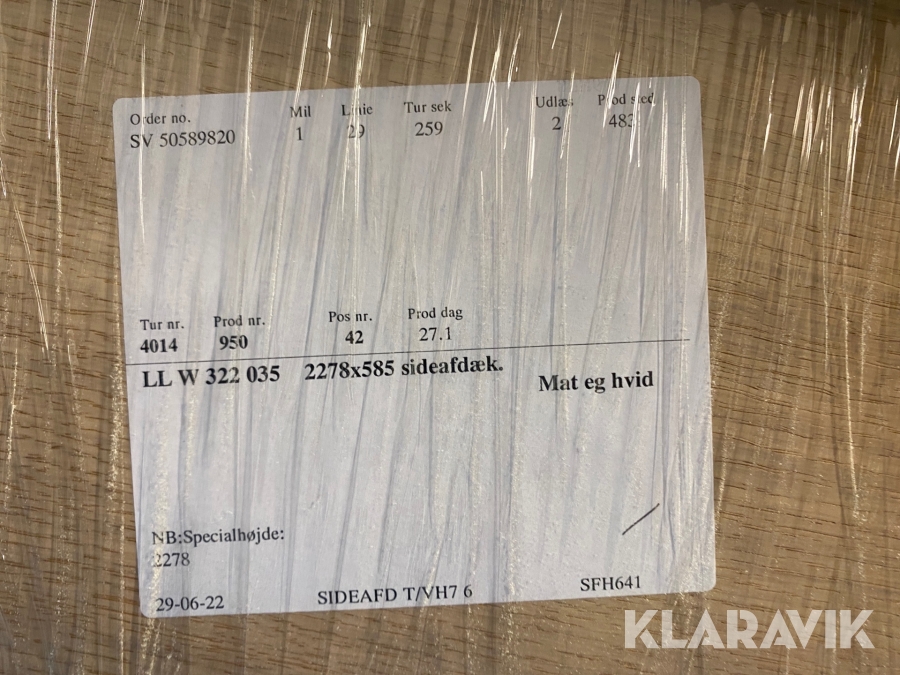 Order no. Mil Linie Tur sek Udlæs Prod sted
SV 50589820 1 29 259 2 483
Tur nr. Prod nr. Pos nr. Prod dag
4014 950 42 27.1
LL W 322 035 2278x585 sideafdæk. Mat eg hvid
NB:Specialhøjde:
2278
29-06-22 SIDEAFD T/VH7 6 SFH641
KLARAVIK